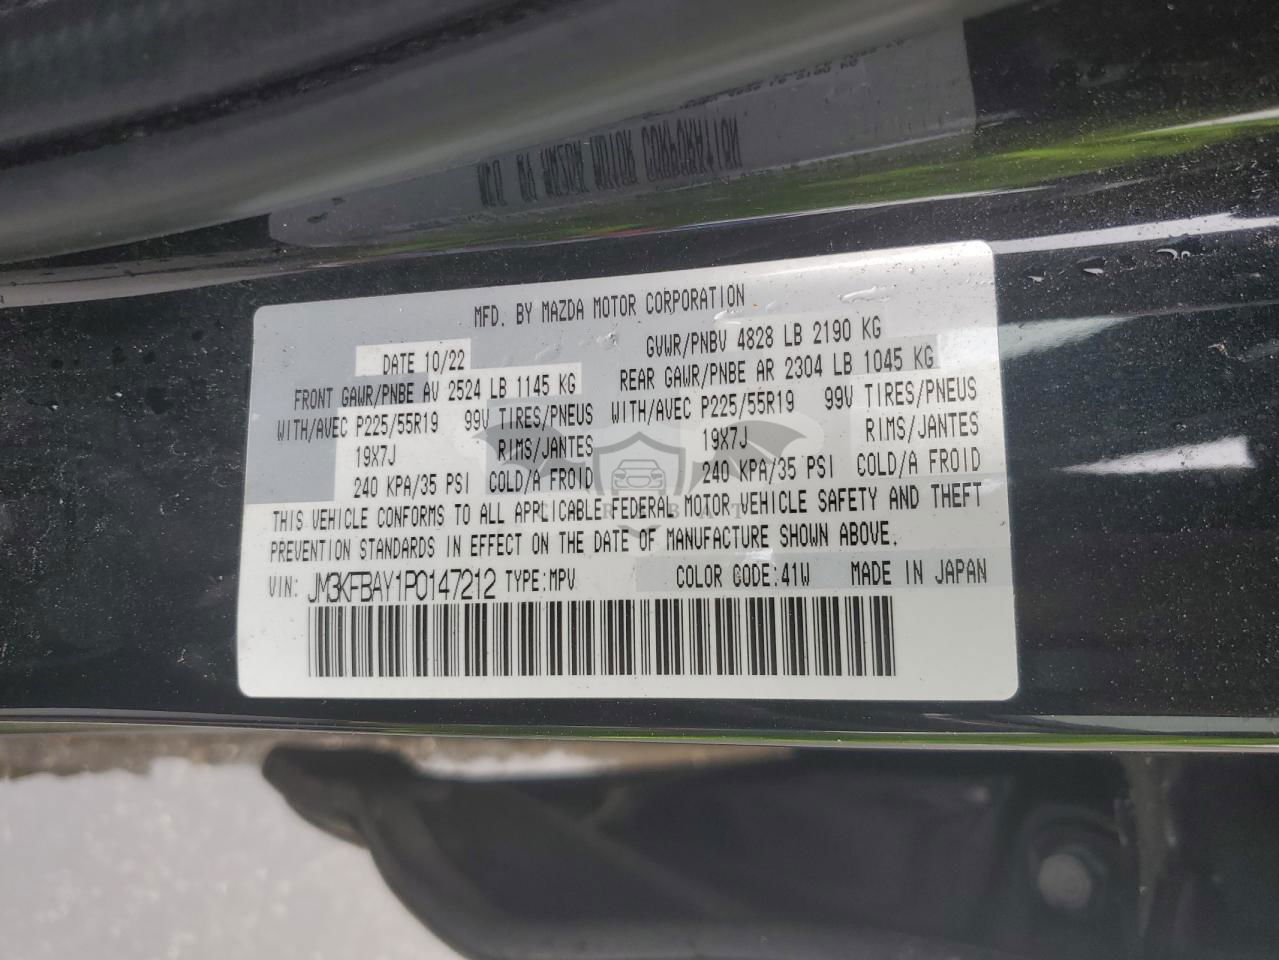 MFD. BY MAZDA MOTOR CORPORATION
DATE 10/22 GVWR/PNBV 4828 LB 2190 KG
FRONT GAWR/PNBE AV 2524 LB 1145 KG REAR GAWR/PNBE AR 2304 LB 1045 KG
WITH/AVEC P225/55R19 99V TIRES/PNEUS WITH/AVEC P225/55R19 99V TIRES/PNEUS
19X7J RIMS/JANTES 19X7J RIMS/JANTES
240 KPA/35 PSI COLD/A FROID 240 KPA/35 PSI COLD/A FROID
THIS VEHICLE CONFORMS TO ALL APPLICABLE FEDERAL MOTOR VEHICLE SAFETY AND THEFT
PREVENTION STANDARDS IN EFFECT ON THE DATE OF MANUFACTURE SHOWN ABOVE.
VIN: JM3KFBAY1P0147212 TYPE:MPV COLOR CODE:41W MADE IN JAPAN